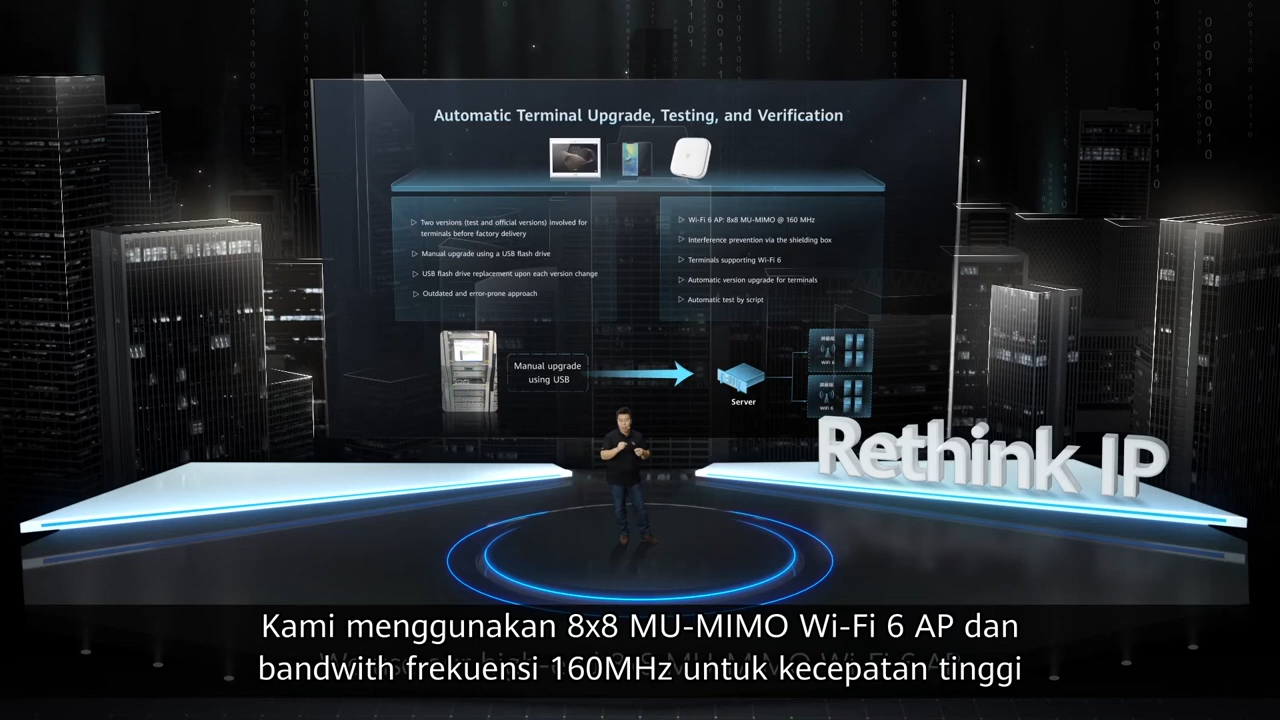 Automatic Terminal Upgrade, Testing, and Verification
Two versions (test and official versions) involved for
terminals before factory delivery
Manual upgrade using a USB flash drive
USB flash drive replacement upon each version change
Outdated and error-prone approach
Wi-Fi 6 AP: 8x8 MU-MIMO @ 160 MHz
Interference prevention via the shielding box
Terminals supporting Wi-Fi 6
Automatic version upgrade for terminals
Automatic test by script
Manual upgrade
using USB
Server
WiFi 6
WiFi 6
Rethink IP
Kami menggunakan 8x8 MU-MIMO Wi-Fi 6 AP dan
bandwith frekuensi 160MHz untuk kecepatan tinggi